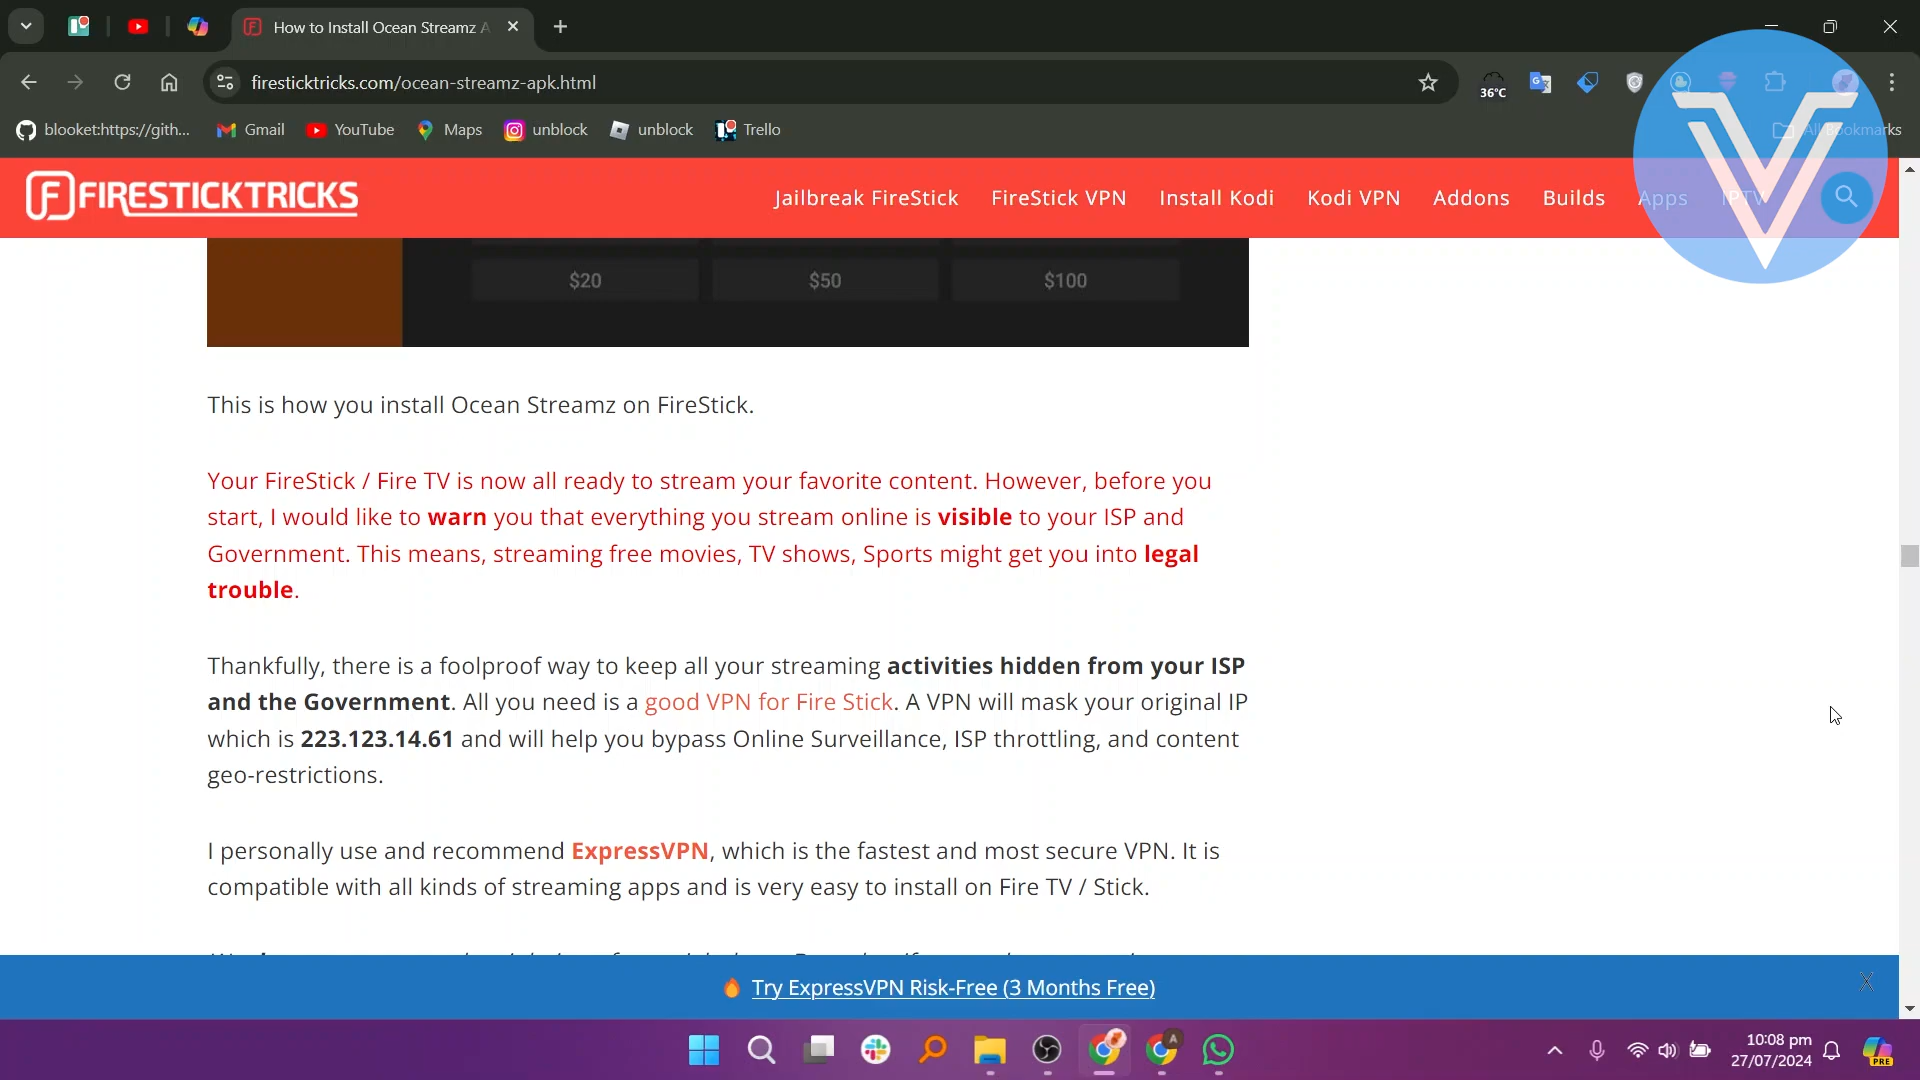 How to Install Ocean Streamz A
firesticktricks.com/ocean-streamz-apk.html
36°C
blooket:https://gith...
Gmail
YouTube
Maps
unblock
unblock
Trello
All Bookmarks
FIRESTICKTRICKS
Jailbreak FireStick
FireStick VPN
Install Kodi
Kodi VPN
Addons
Builds
Apps
IPTV
$20
$50
$100
This is how you install Ocean Streamz on FireStick.
Your FireStick / Fire TV is now all ready to stream your favorite content. However, before you
start, I would like to warn you that everything you stream online is visible to your ISP and
Government. This means, streaming free movies, TV shows, Sports might get you into legal
trouble.
Thankfully, there is a foolproof way to keep all your streaming activities hidden from your ISP
and the Government. All you need is a good VPN for Fire Stick. A VPN will mask your original IP
which is 223.123.14.61 and will help you bypass Online Surveillance, ISP throttling, and content
geo-restrictions.
I personally use and recommend ExpressVPN, which is the fastest and most secure VPN. It is
compatible with all kinds of streaming apps and is very easy to install on Fire TV / Stick.
Try ExpressVPN Risk-Free (3 Months Free)
X
10:08 pm
27/07/2024
PRE